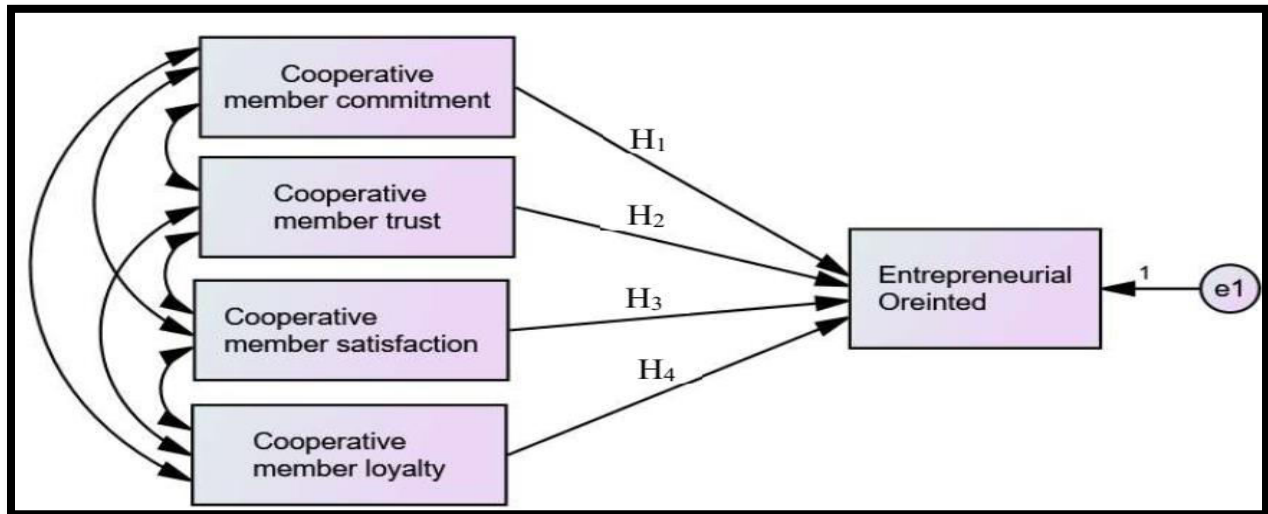 Cooperative
member commitment
H₁
Cooperative
member trust
H₂
Entrepreneurial
Oreinted
1
e1
Cooperative
member satisfaction
H₃
H₄
Cooperative
member loyalty